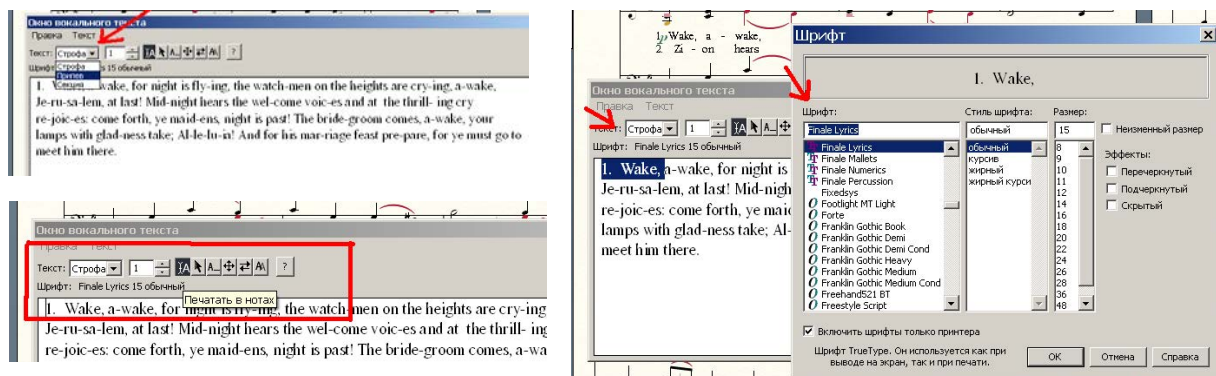 Окно вокального текста
Правка Текст
Текст: Строфа 1 ?
Строфа
Припев
Секция
s 15 обычный
1. wake, for night is fly-ing, the watch-men on the heights are cry-ing, a-wake,
Je-ru-sa-lem, at last! Mid-night hears the wel-come voic-es and at the thrill- ing cry
re-joic-es: come forth, ye maid-ens, night is past! The bride-groom comes, a-wake, your
lamps with glad-ness take; Al-le-lu-ia! And for his mar-riage feast pre-pare, for ye must go to
meet him there.
Окно вокального текста
Правка Текст
Текст: Строфа 1 ?
Шрифт: Finale Lyrics 15 обычный
Печатать в нотах
1. Wake, a-wake, for night is fly-ing, the watch-men on the heights are cry-ing
Je-ru-sa-lem, at last! Mid-night hears the wel-come voic-es and at the thrill- ing
re-joic-es: come forth, ye maid-ens, night is past! The bride-groom comes, a-wa
1. Wake, a - wake,
2 Zi - on hears
Окно вокального текста
Правка Текст
Текст: Строфа 1
Шрифт: Finale Lyrics 15 обычный
1. Wake, a-wake, for night is
Je-ru-sa-lem, at last! Mid-nigh
re-joic-es: come forth, ye maid
lamps with glad-ness take; Al-
meet him there.
Шрифт
1. Wake,
Шрифт: Стиль шрифта: Размер:
Finale Lyrics обычный 15 Неизменный размер
Finale Lyrics обычный 8
Finale Mallets курсив 9 Эффекты:
Finale Numerics жирный 10 Перечеркнутый
Finale Percussion жирный курси 11 Подчеркнутый
Fixedsys 12 Скрытый
Footlight MT Light 14
Forte 16
Franklin Gothic Book 18
Franklin Gothic Demi 20
Franklin Gothic Demi Cond 22
Franklin Gothic Heavy 24
Franklin Gothic Medium 26
Franklin Gothic Medium Cond 28
Freehand521 BT 36
Freestyle Script 48
Включить шрифты только принтера
Шрифт TrueType. Он используется как при
выводе на экран, так и при печати.
ОК Отмена Справка